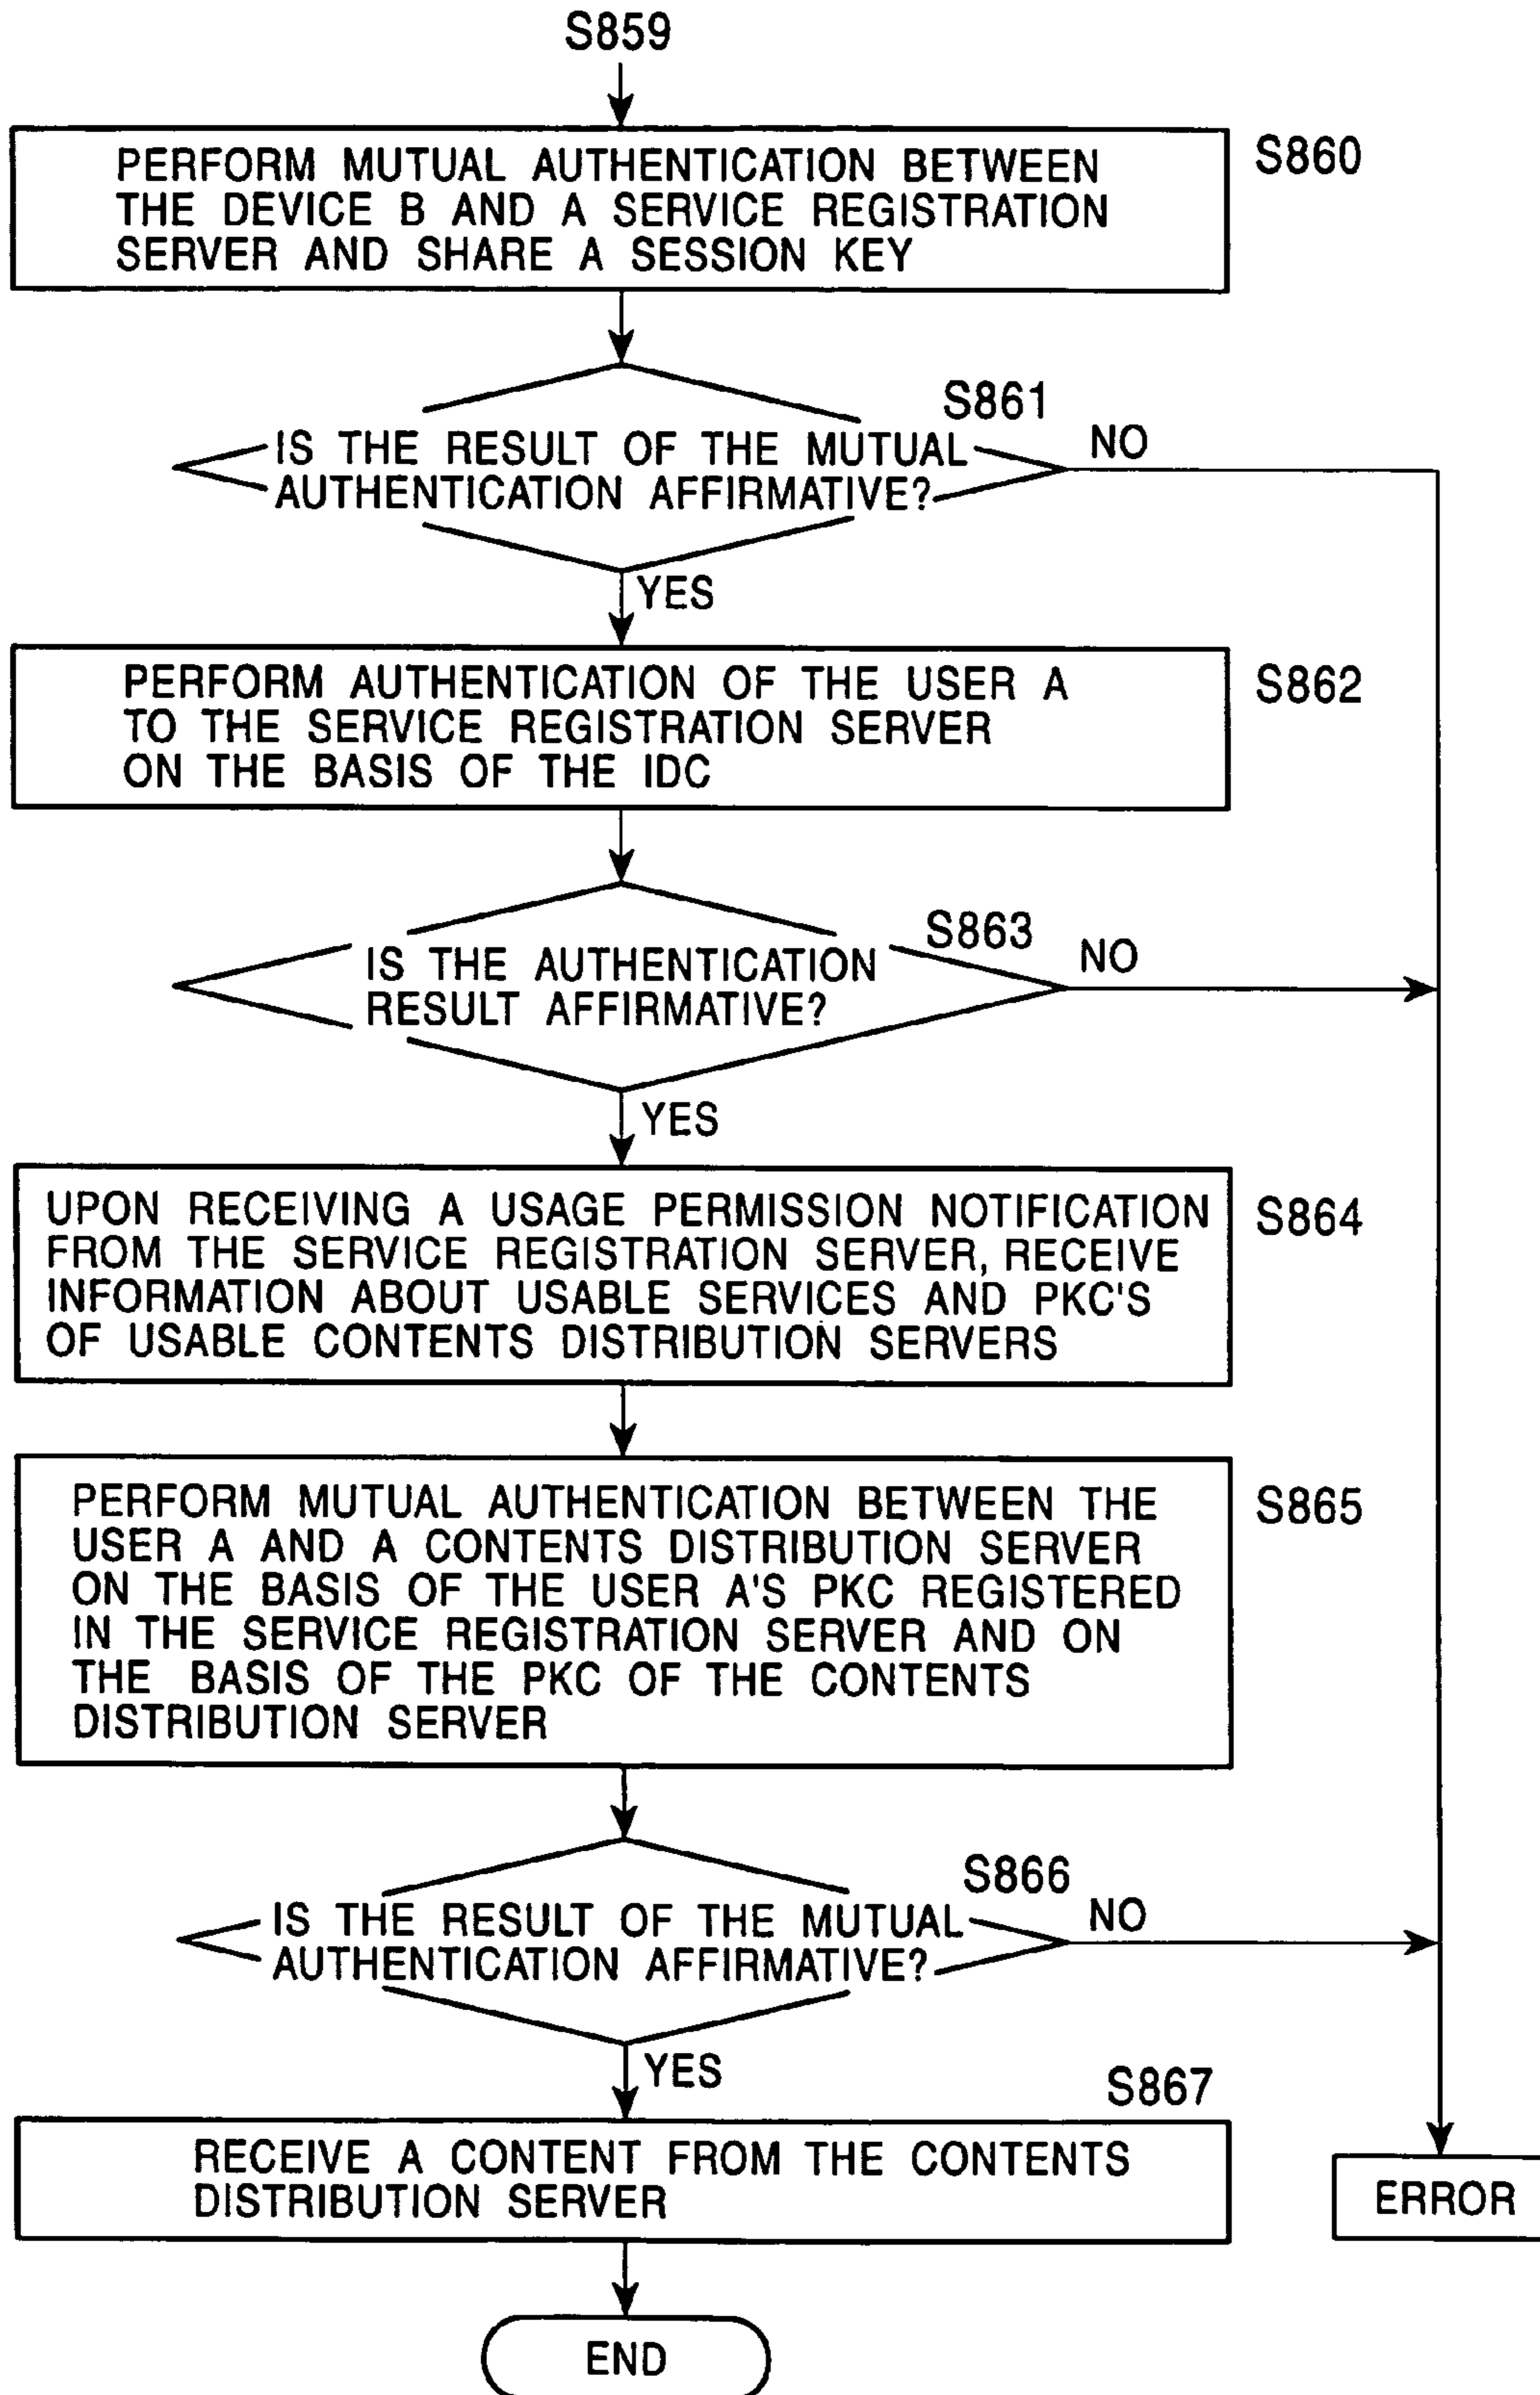 S859
PERFORM MUTUAL AUTHENTICATION BETWEEN
THE DEVICE B AND A SERVICE REGISTRATION
SERVER AND SHARE A SESSION KEY
S860
S861
IS THE RESULT OF THE MUTUAL
AUTHENTICATION AFFIRMATIVE?
NO
YES
PERFORM AUTHENTICATION OF THE USER A
TO THE SERVICE REGISTRATION SERVER
ON THE BASIS OF THE IDC
S862
S863
IS THE AUTHENTICATION
RESULT AFFIRMATIVE?
NO
YES
UPON RECEIVING A USAGE PERMISSION NOTIFICATION
FROM THE SERVICE REGISTRATION SERVER, RECEIVE
INFORMATION ABOUT USABLE SERVICES AND PKC'S
OF USABLE CONTENTS DISTRIBUTION SERVERS
S864
PERFORM MUTUAL AUTHENTICATION BETWEEN THE
USER A AND A CONTENTS DISTRIBUTION SERVER
ON THE BASIS OF THE USER A'S PKC REGISTERED
IN THE SERVICE REGISTRATION SERVER AND ON
THE BASIS OF THE PKC OF THE CONTENTS
DISTRIBUTION SERVER
S865
S866
IS THE RESULT OF THE MUTUAL
AUTHENTICATION AFFIRMATIVE?
NO
YES
S867
RECEIVE A CONTENT FROM THE CONTENTS
DISTRIBUTION SERVER
ERROR
END